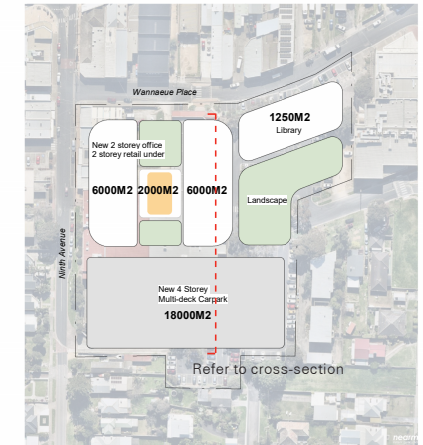 Wannaeue Place
1250M2
Library
New 2 storey office
2 storey retail under
6000M2 2000M2 6000M2
Landscape
Ninth Avenue
New 4 Storey
Multi-deck Carpark
18000M2
Refer to cross-section